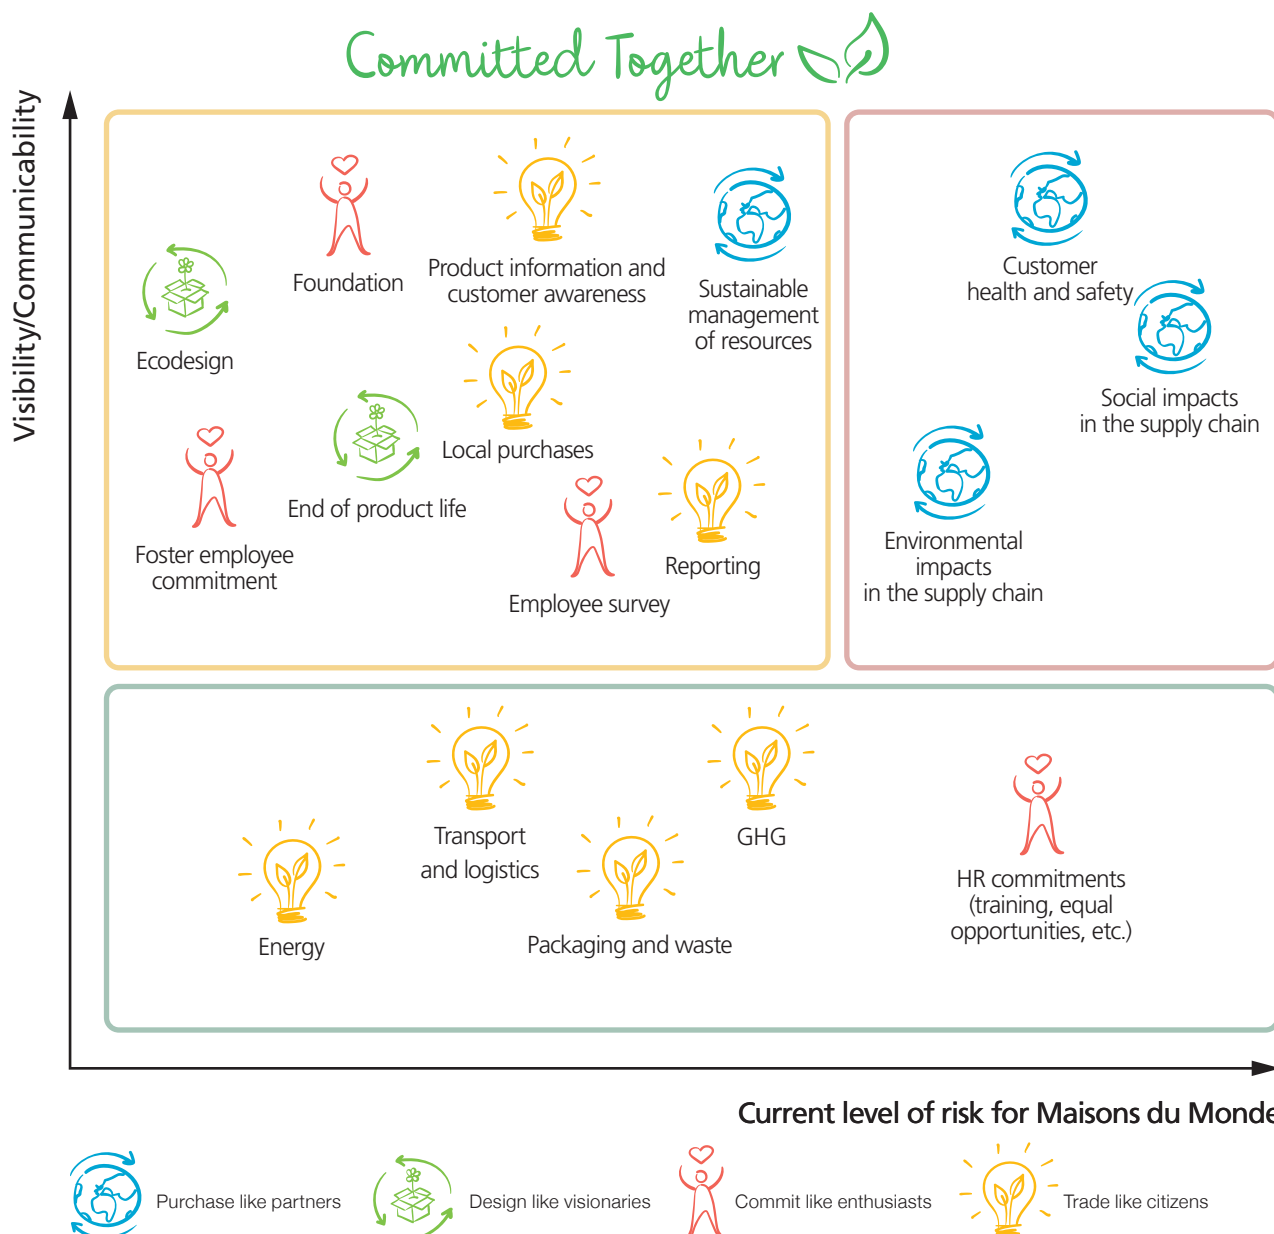 Committed Together
Visibility/Communicability
Foundation
Product information and
customer awareness
Sustainable
management
of resources
Customer
health and safety
Ecodesign
Local purchases
Social impacts
in the supply chain
End of product life
Foster employee
commitment
Employee survey
Reporting
Environmental
impacts
in the supply chain
Transport
and logistics
GHG
HR commitments
(training, equal
opportunities, etc.)
Energy
Packaging and waste
Current level of risk for Maisons du Monde
Purchase like partners
Design like visionaries
Commit like enthusiasts
Trade like citizens